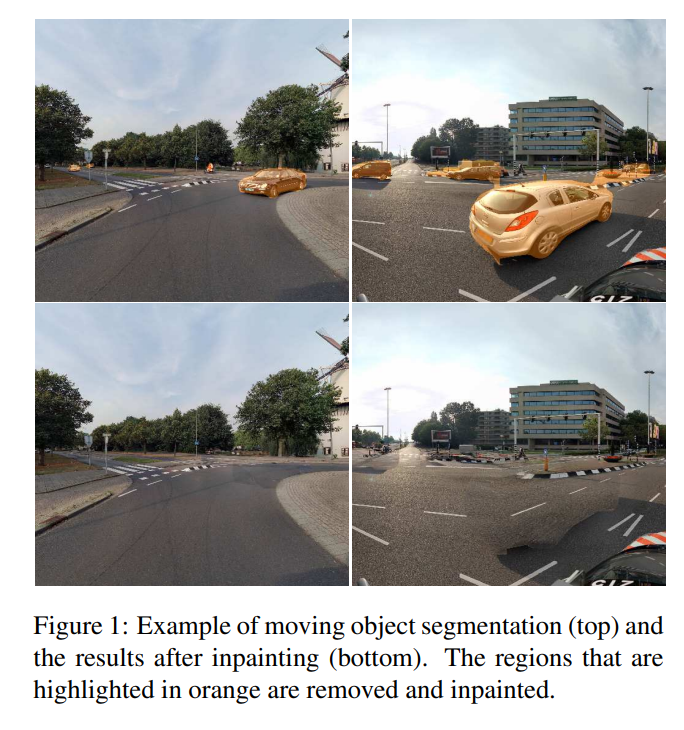 Figure 1: Example of moving object segmentation (top) and
the results after inpainting (bottom). The regions that are
highlighted in orange are removed and inpainted.